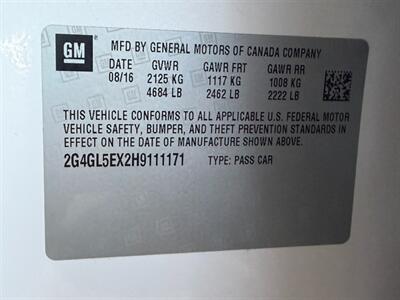 GM
MFD BY GENERAL MOTORS OF CANADA COMPANY
DATE GVWR GAWR FRT GAWR RR
08/16 2125 KG 1117 KG 1008 KG
4684 LB 2462 LB 2222 LB
THIS VEHICLE CONFORMS TO ALL APPLICABLE U.S. FEDERAL MOTOR
VEHICLE SAFETY, BUMPER, AND THEFT PREVENTION STANDARDS IN
EFFECT ON THE DATE OF MANUFACTURE SHOWN ABOVE.
2G4GL5EX2H9111171 TYPE: PASS CAR